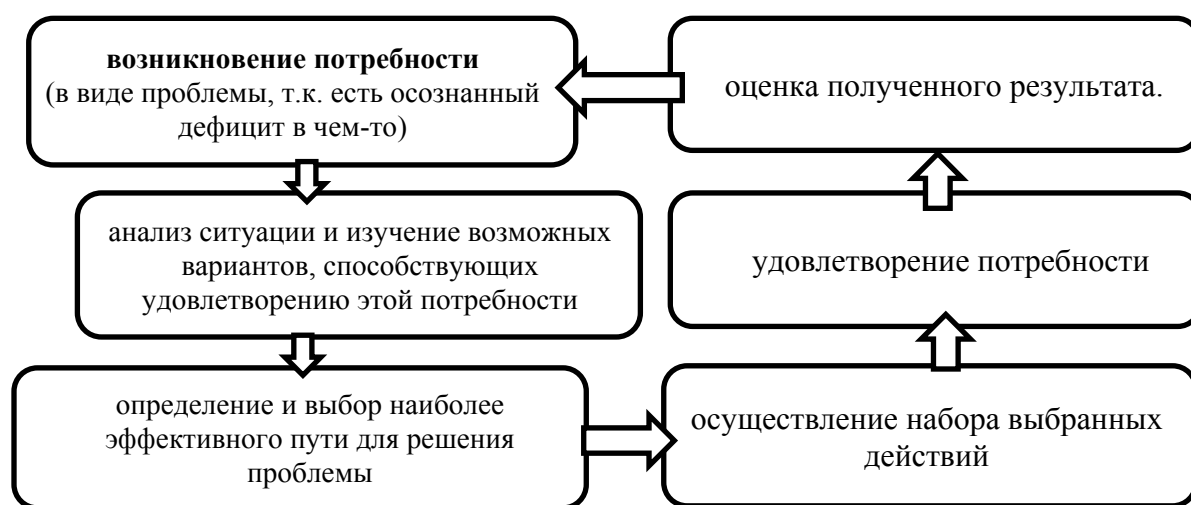 возникновение потребности
(в виде проблемы, т.к. есть осознанный
дефицит в чем-то)
анализ ситуации и изучение возможных
вариантов, способствующих
удовлетворению этой потребности
определение и выбор наиболее
эффективного пути для решения
проблемы
осуществление набора выбранных
действий
удовлетворение потребности
оценка полученного результата.